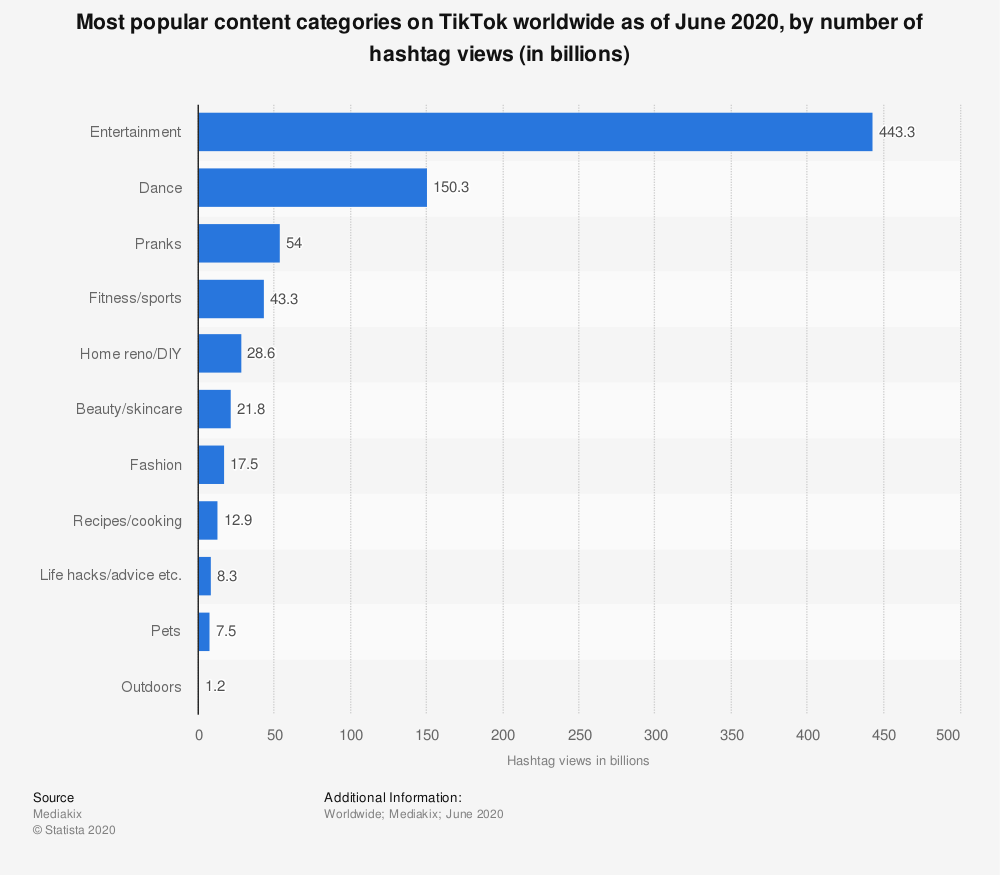 Most popular content categories on TikTok worldwide as of June 2020, by number of
hashtag views (in billions)
Entertainment 443.3
Dance 150.3
Pranks 54
Fitness/sports 43.3
Home reno/DIY 28.6
Beauty/skincare 21.8
Fashion 17.5
Recipes/cooking 12.9
Life hacks/advice etc. 8.3
Pets 7.5
Outdoors 1.2
0 50 100 150 200 250 300 350 400 450 500
Hashtag views in billions
Source
Mediakix
© Statista 2020
Additional Information:
Worldwide; Mediakix; June 2020